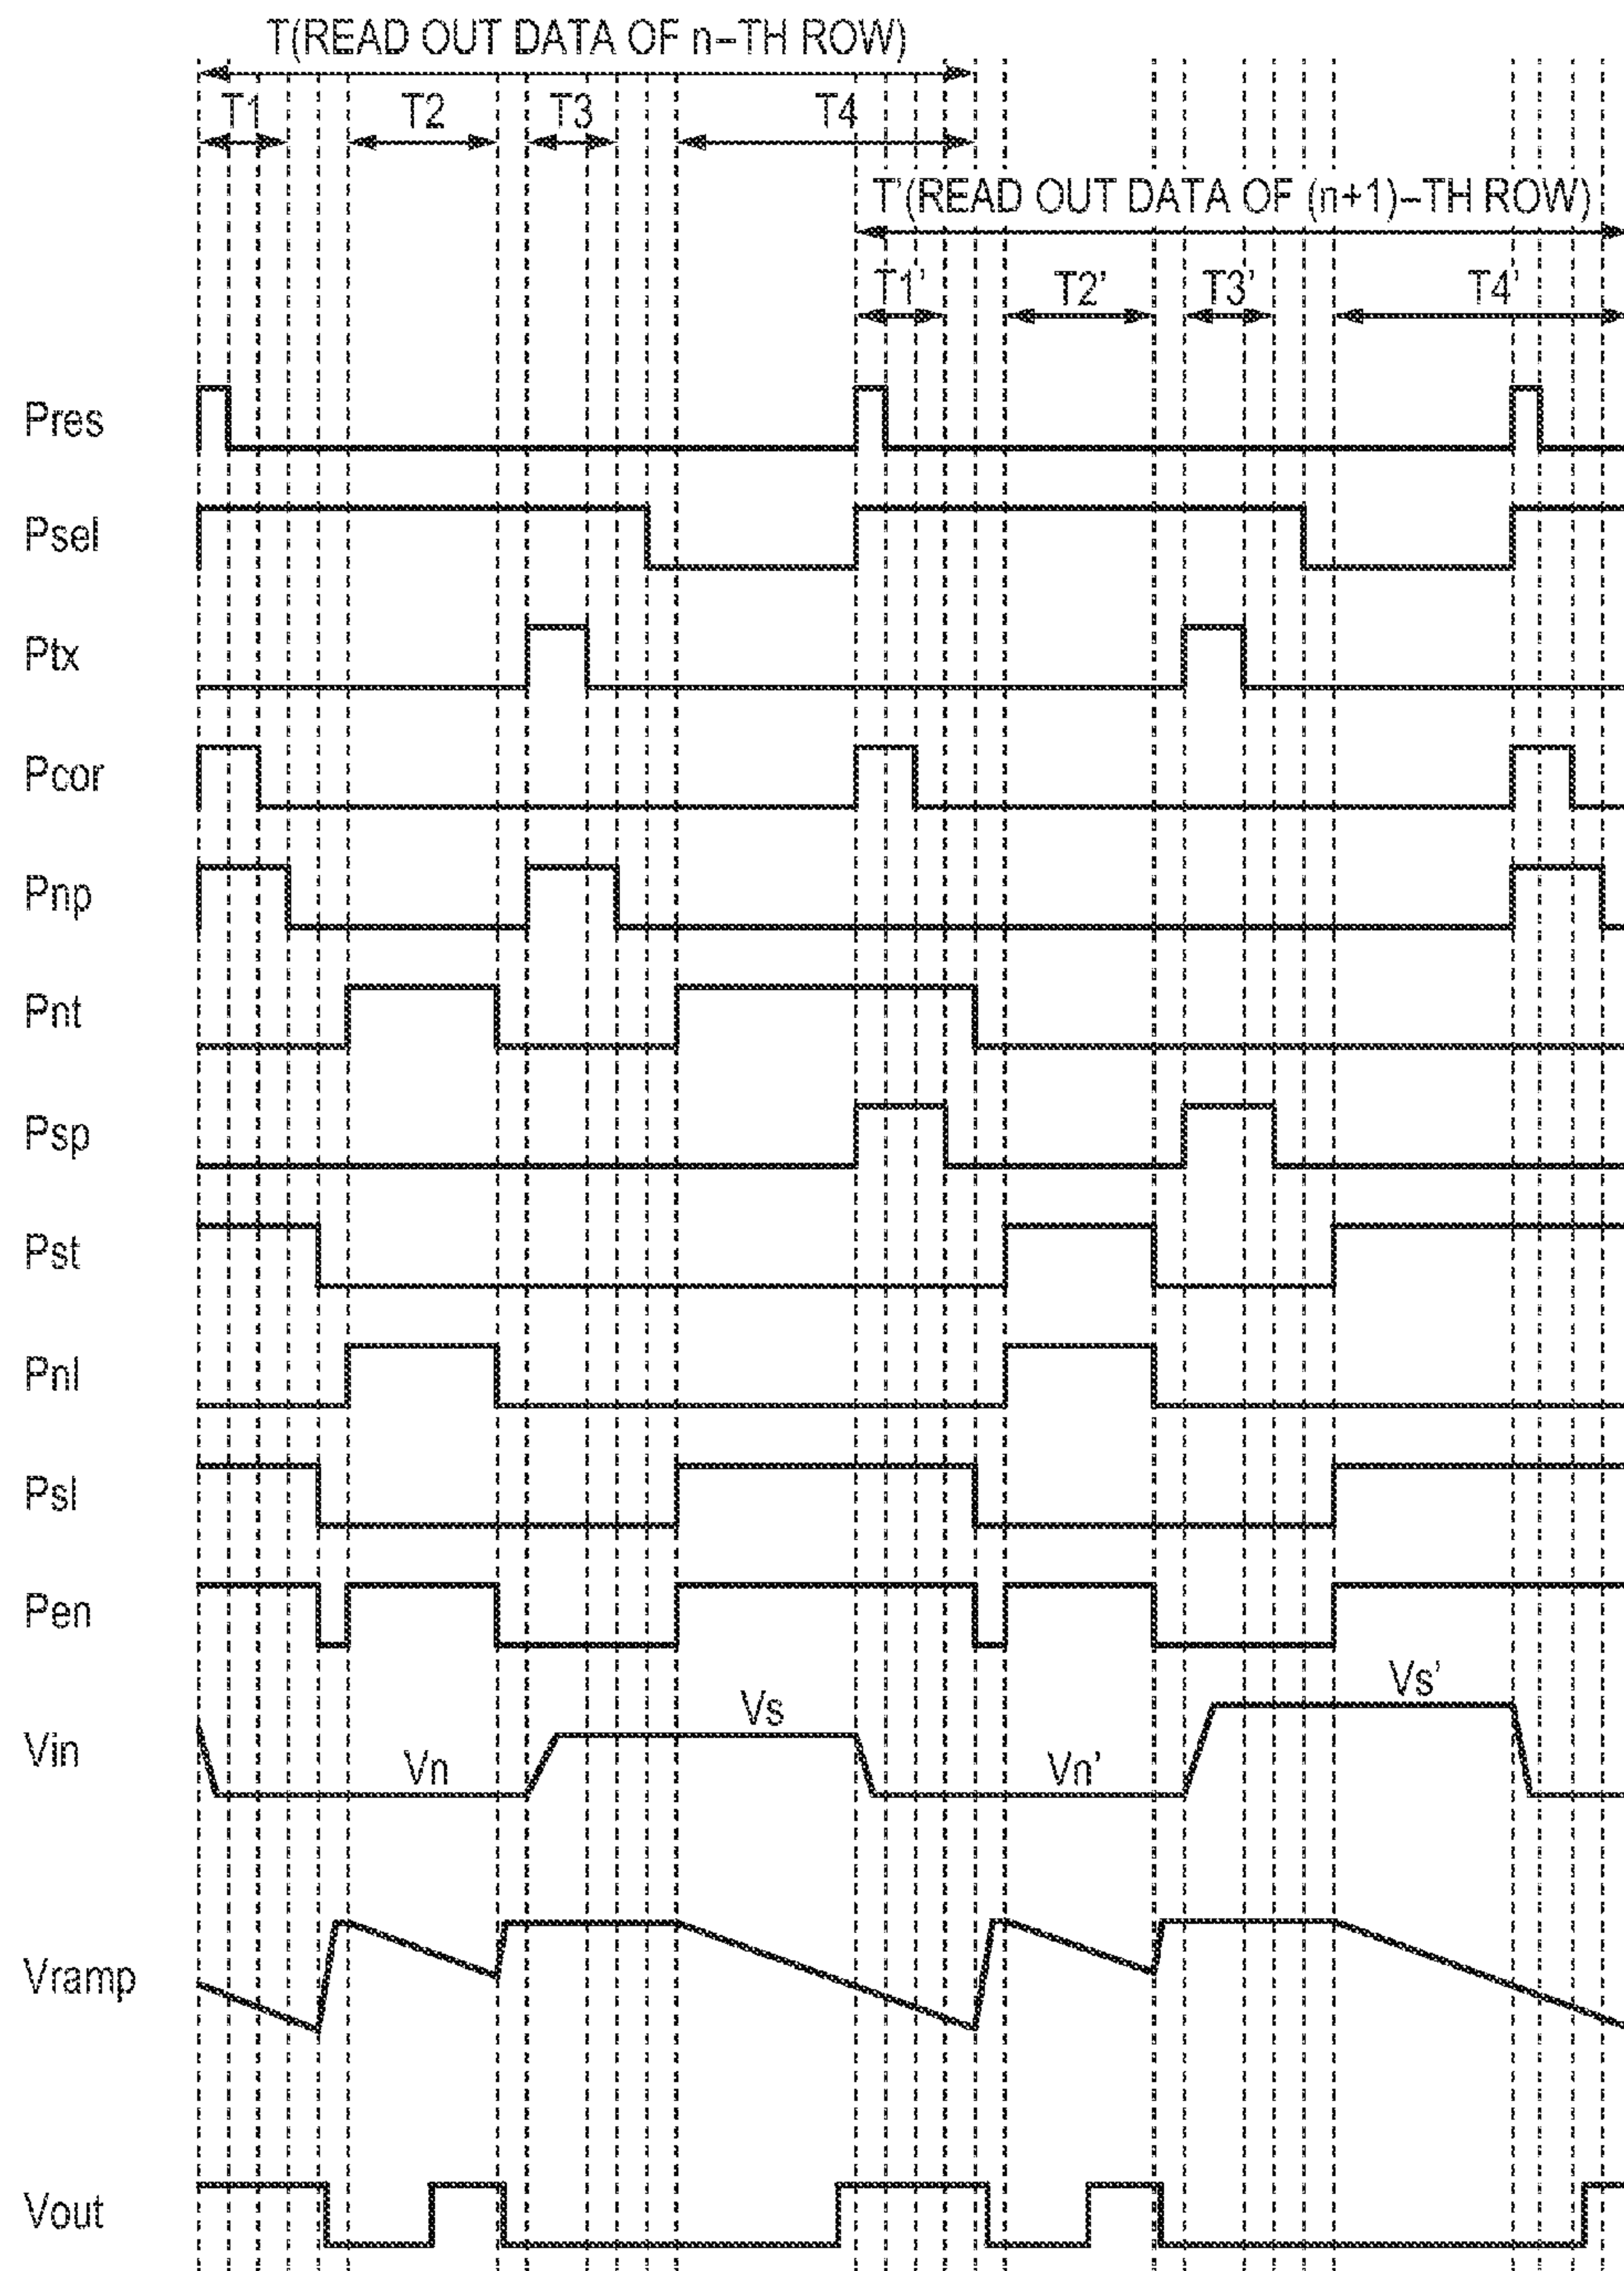 T(READ OUT DATA OF n-TH ROW)
T1 T2 T3 T4
T'(READ OUT DATA OF (n+1)-TH ROW)
T1' T2' T3' T4'
Pres
Psel
Ptx
Pcor
Pnp
Pnt
Psp
Pst
Pnl
Psl
Pen
Vin Vn Vs Vn' Vs'
Vramp
Vout